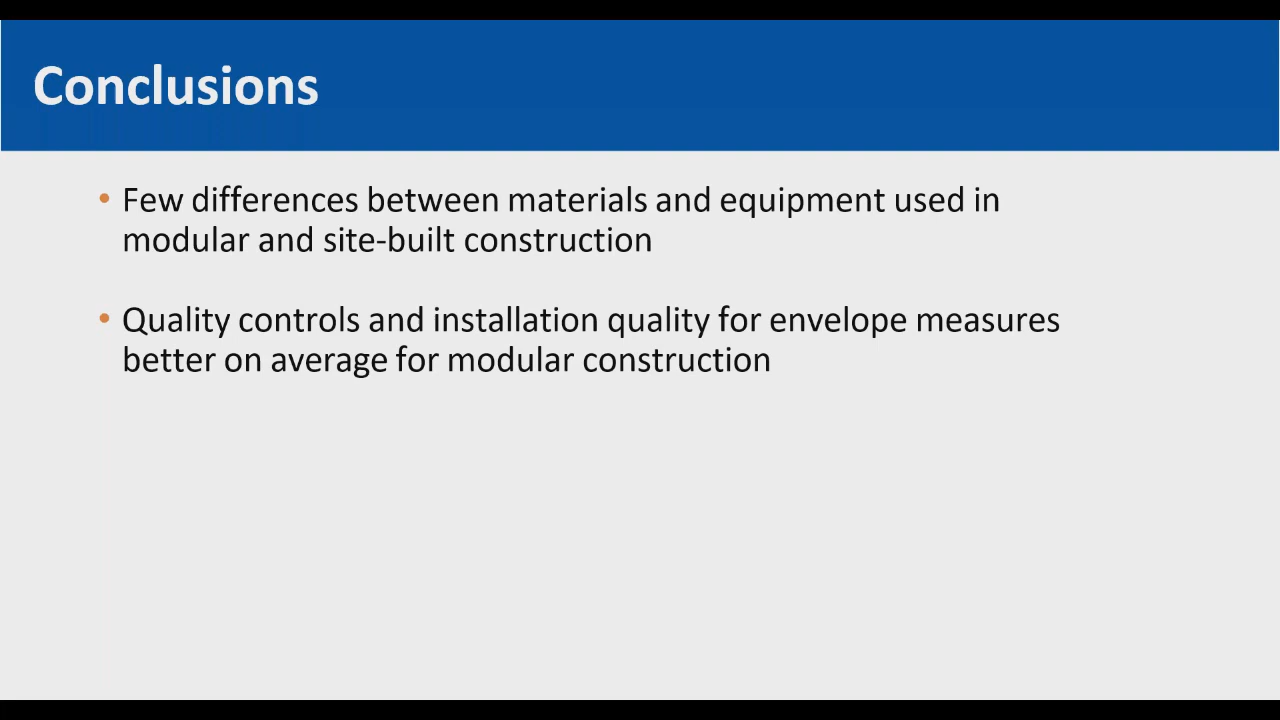 Conclusions
• Few differences between materials and equipment used in
modular and site-built construction
• Quality controls and installation quality for envelope measures
better on average for modular construction